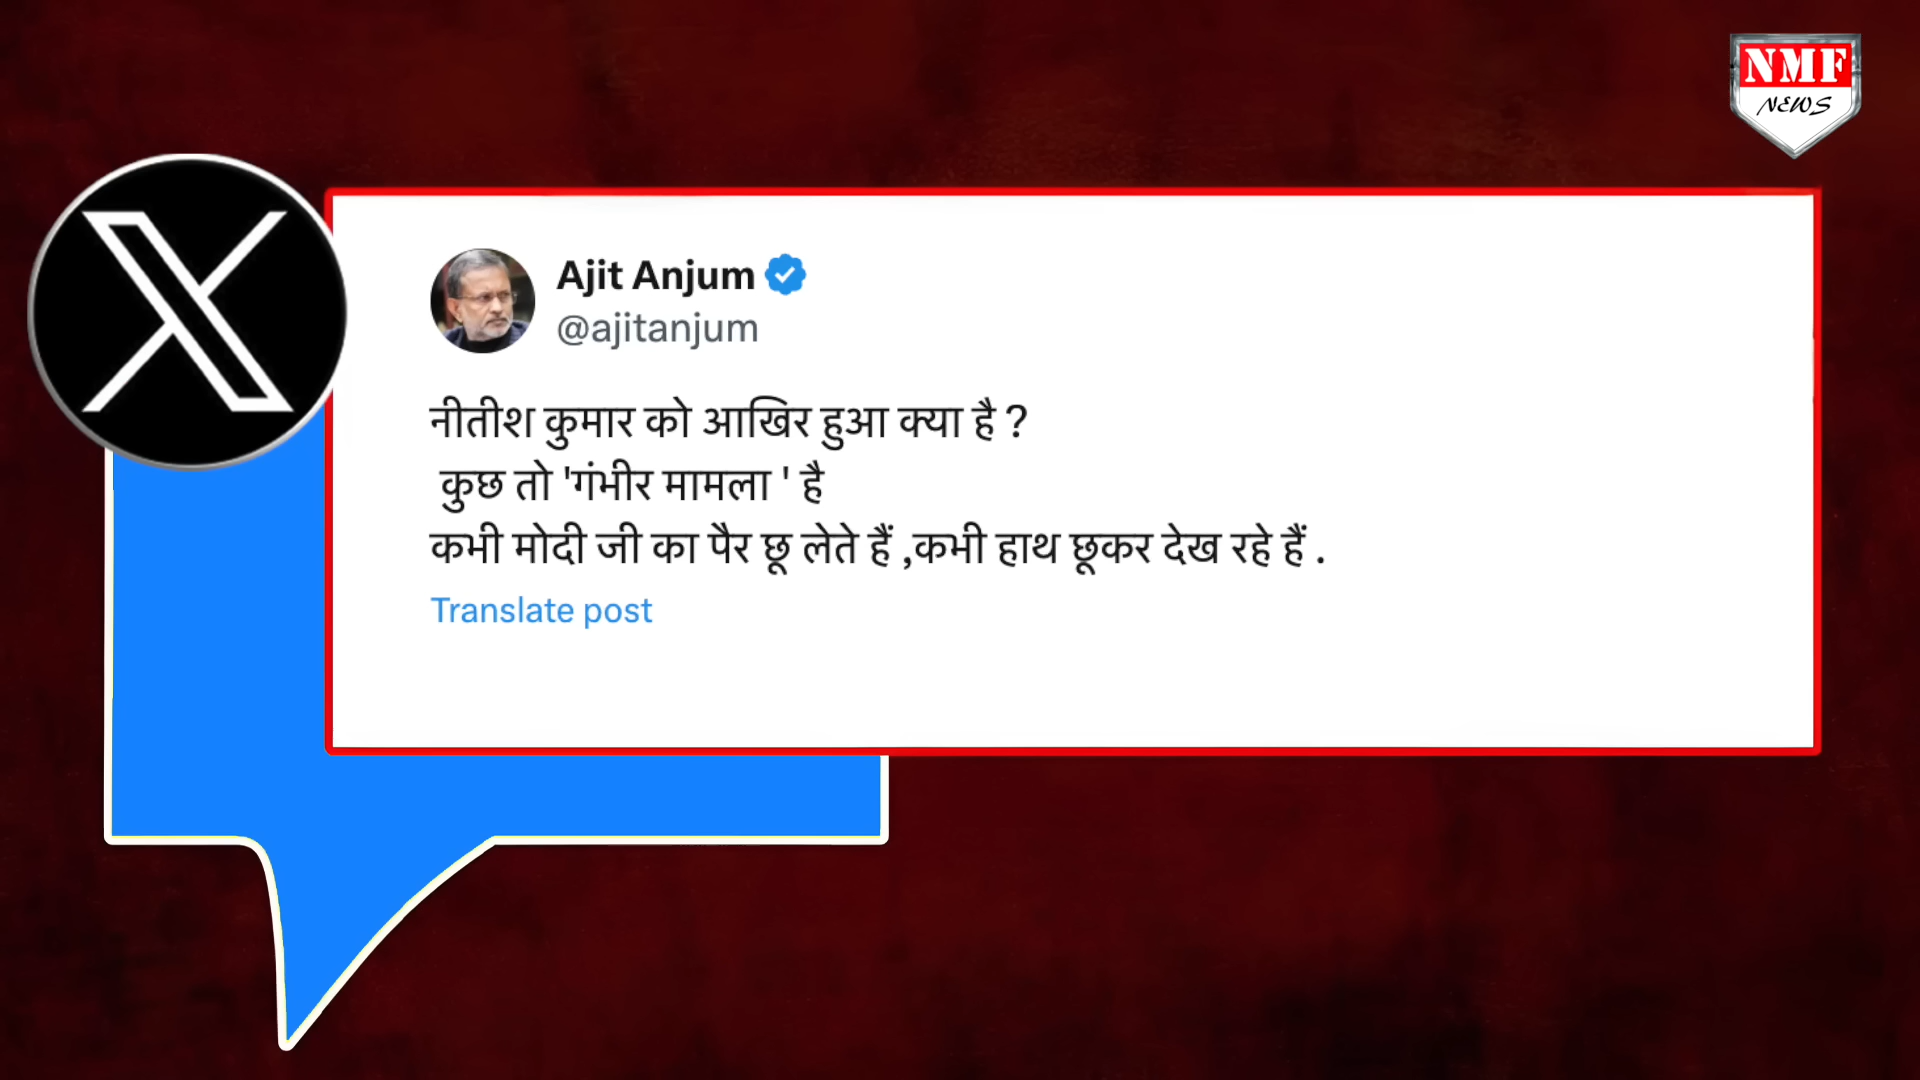 NMF
NEWS
Ajit Anjum
@ajitanjum
नीतीश कुमार को आखिर हुआ क्या है ?
कुछ तो 'गंभीर मामला ' है
कभी मोदी जी का पैर छू लेते हैं ,कभी हाथ छूकर देख रहे हैं .
Translate post